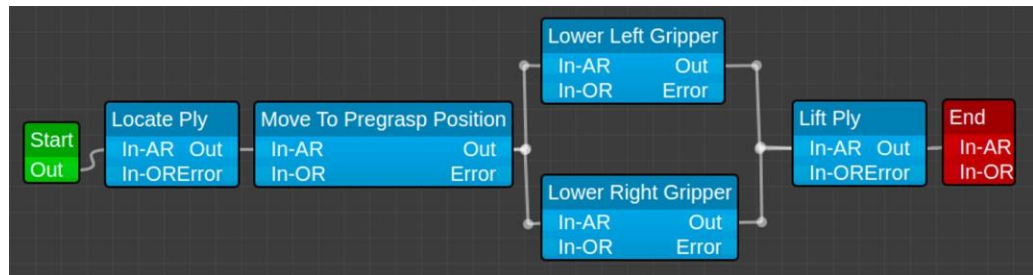 Start
Out
Locate Ply
In-AR Out
In-ORError
Move To Pregrasp Position
In-AR Out
In-OR Error
Lower Left Gripper
In-AR Out
In-OR Error
Lower Right Gripper
In-AR Out
In-OR Error
Lift Ply
In-AR Out
In-ORError
End
In-AR
In-OR